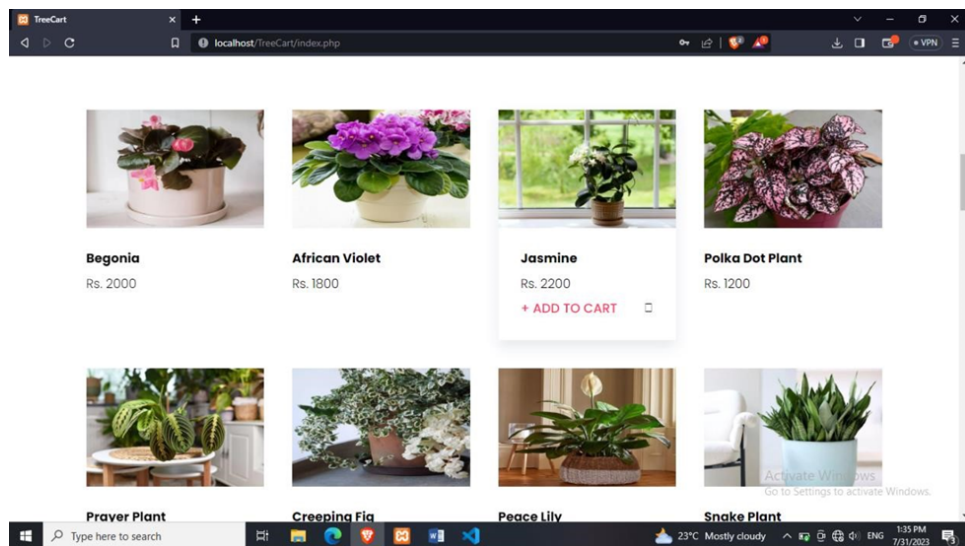 TreeCart
localhost/TreeCart/index.php
VPN
Begonia
Rs. 2000
African Violet
Rs. 1800
Jasmine
Rs. 2200
+ ADD TO CART
Polka Dot Plant
Rs. 1200
Prayer Plant
Creeping Fig
Peace Lily
Snake Plant
Activate Windows
Go to Settings to activate Windows.
Type here to search
23°C Mostly cloudy
ENG
1:35 PM
7/31/2023